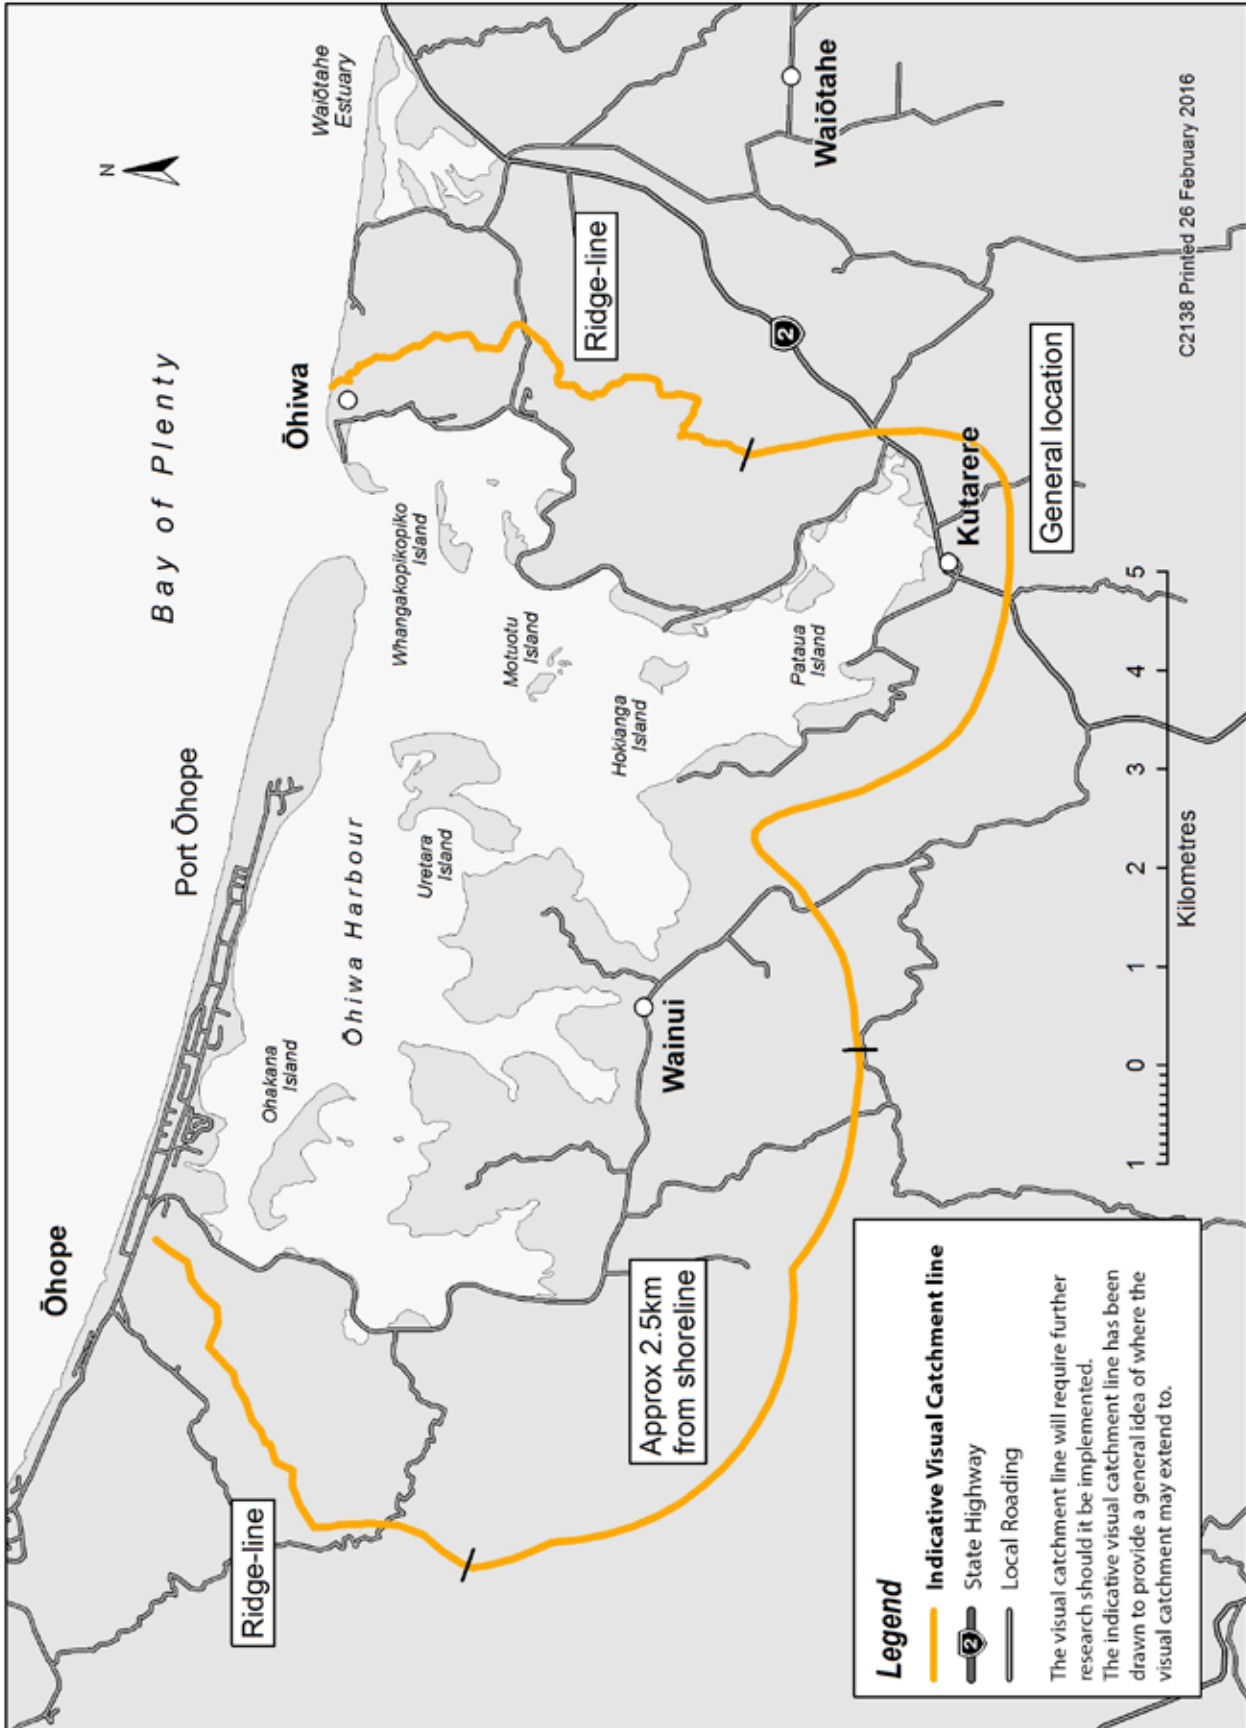 Bay of Plenty
N
Waiōtahe
Estuary
Ōhope
Port Ōhope
Ōhiwa
Ohakana
Island
Ōhiwa Harbour
Uretara
Island
Whangakopikopiko
Island
Motuotu
Island
Hokianga
Island
Pataua
Island
Ridge-line
Ridge-line
Wainui
Waiōtahe
2
Kutarere
Approx 2.5km
from shoreline
General location
Legend
Indicative Visual Catchment line
2 State Highway
Local Roading
The visual catchment line will require further
research should it be implemented.
The indicative visual catchment line has been
drawn to provide a general idea of where the
visual catchment may extend to.
1 0 1 2 3 4 5
Kilometres
C2138 Printed 26 February 2016